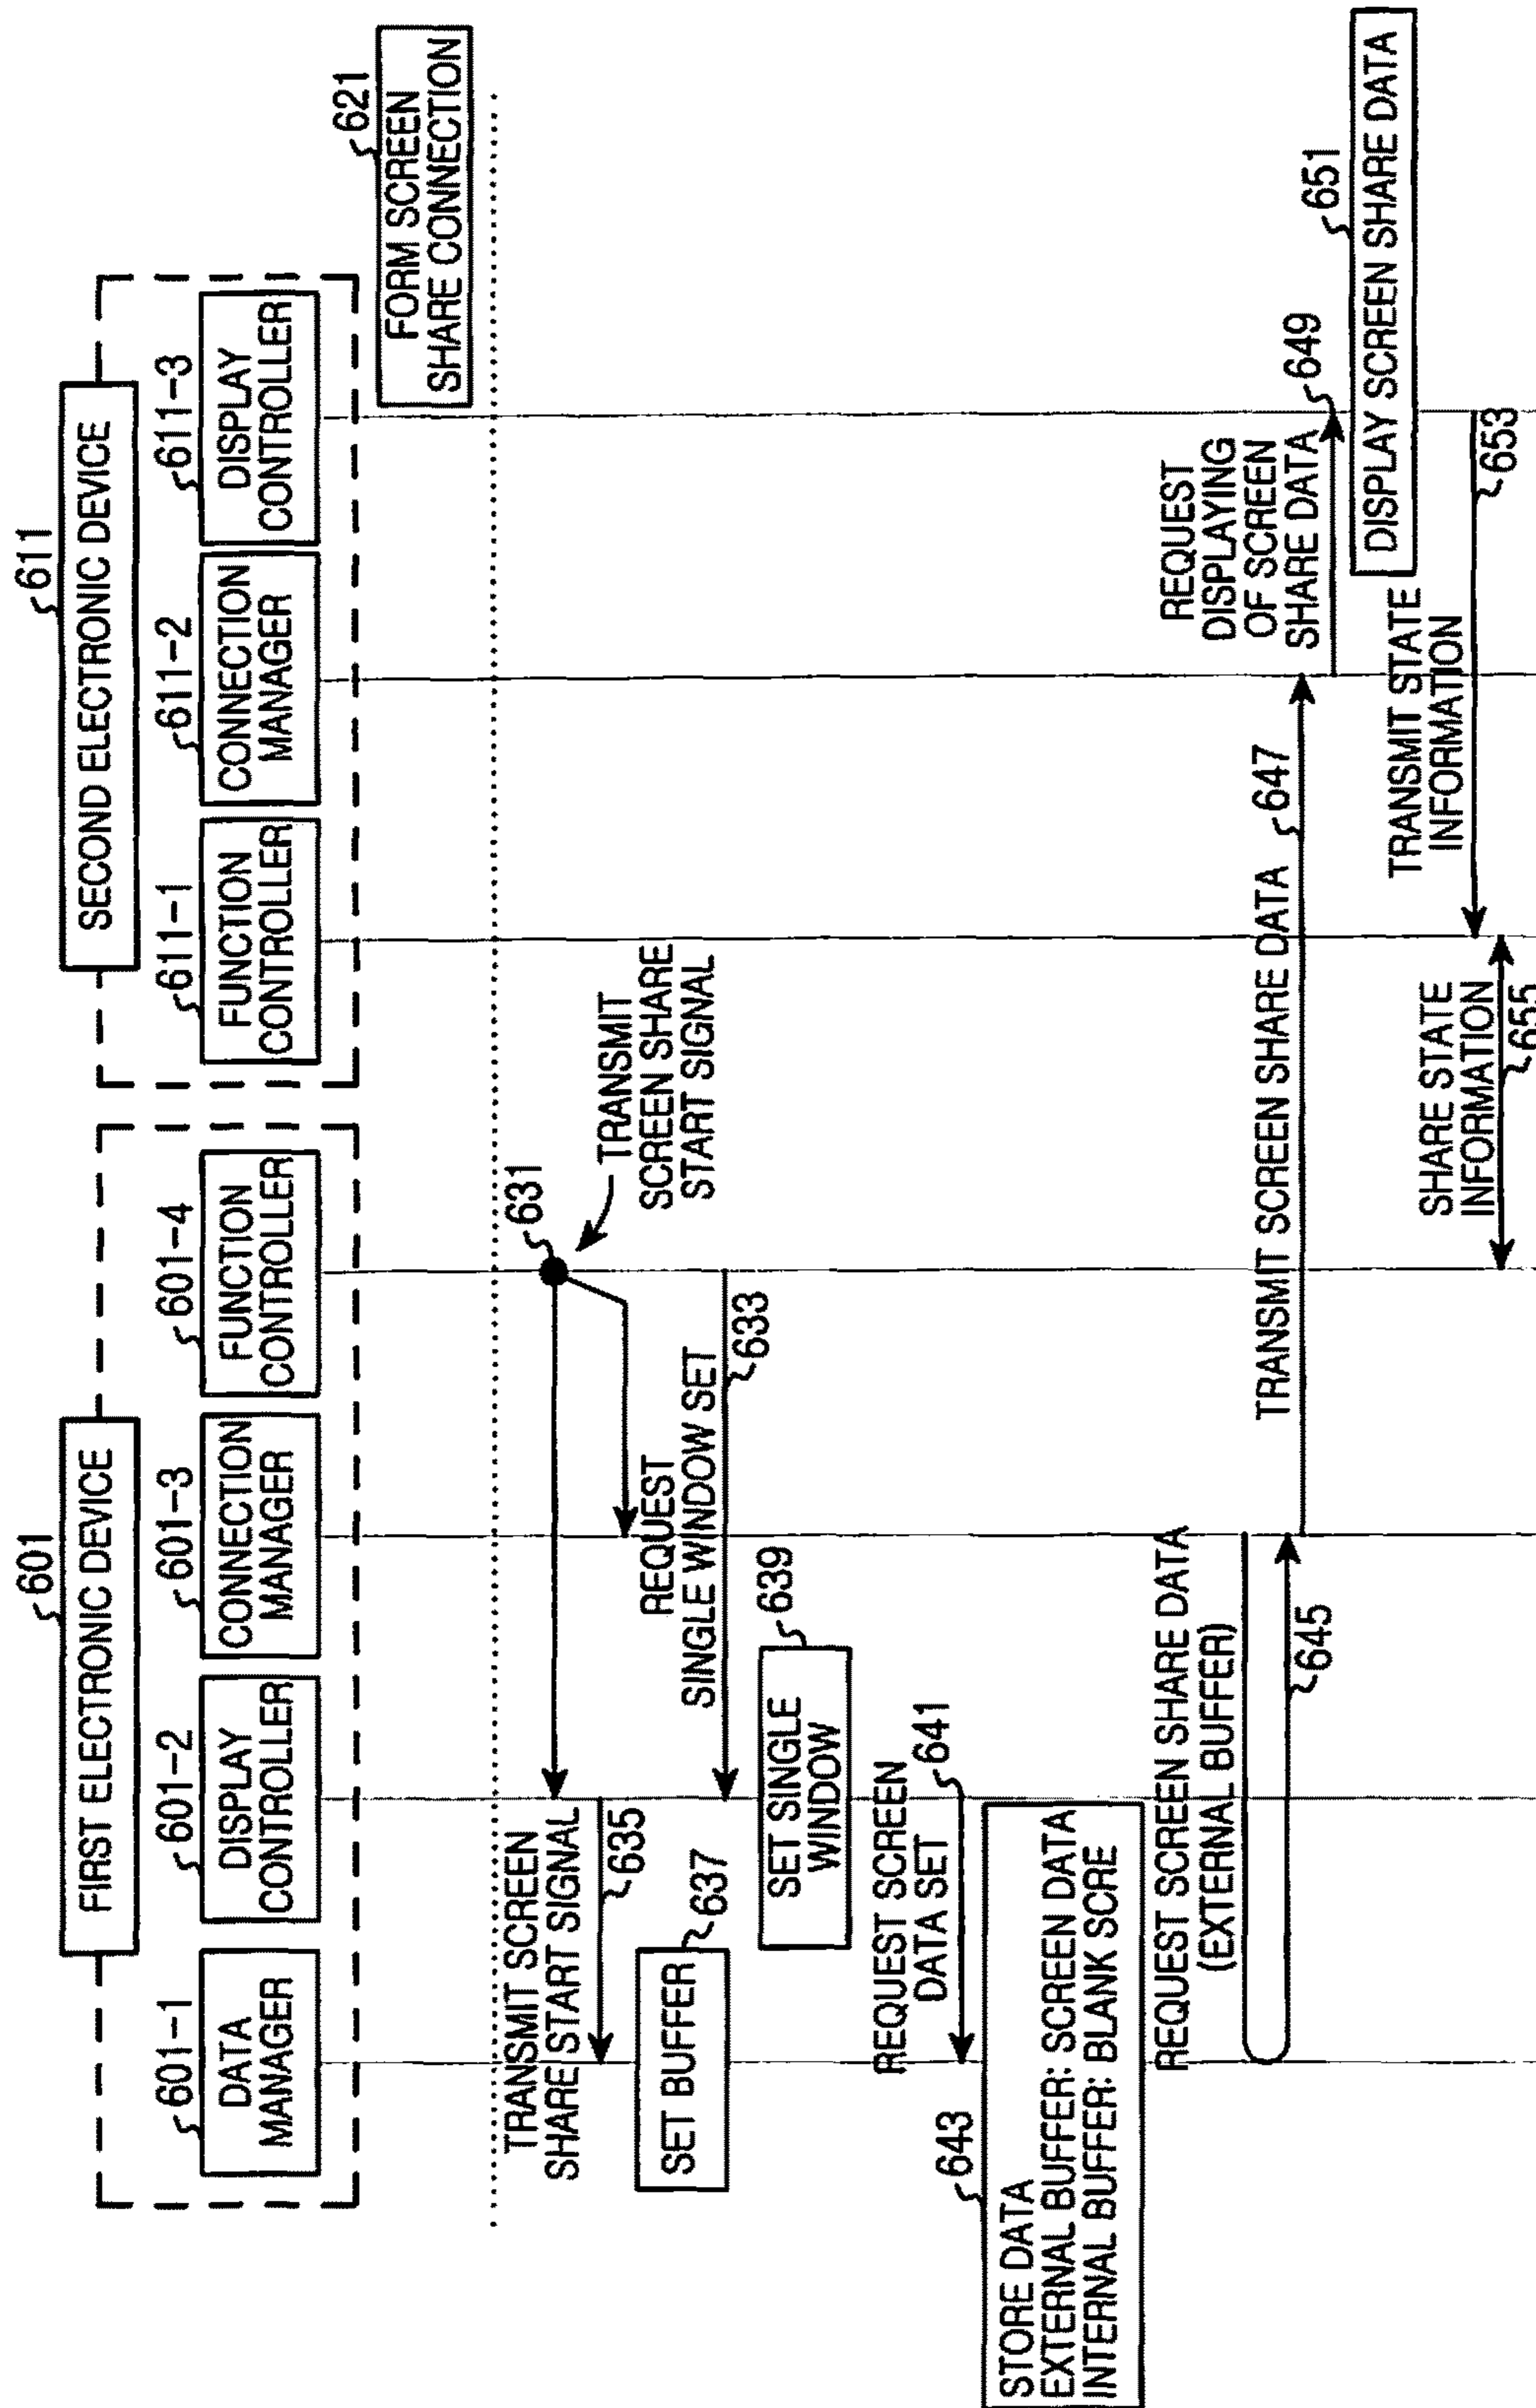 601
FIRST ELECTRONIC DEVICE
611
SECOND ELECTRONIC DEVICE
601-1
DATA
MANAGER
601-2
DISPLAY
CONTROLLER
601-3
CONNECTION
MANAGER
601-4
FUNCTION
CONTROLLER
611-1
FUNCTION
CONTROLLER
611-2
CONNECTION
MANAGER
611-3
DISPLAY
CONTROLLER
621
FORM SCREEN
SHARE CONNECTION
631
TRANSMIT
SCREEN SHARE
START SIGNAL
TRANSMIT SCREEN
SHARE START SIGNAL
635
REQUEST
SINGLE WINDOW SET
633
637
SET BUFFER
639
SET SINGLE
WINDOW
REQUEST SCREEN
DATA SET
641
643
STORE DATA
EXTERNAL BUFFER: SCREEN DATA
INTERNAL BUFFER: BLANK SCRE
REQUEST SCREEN SHARE DATA
(EXTERNAL BUFFER)
645
TRANSMIT SCREEN SHARE DATA
647
REQUEST
DISPLAYING
OF SCREEN
SHARE DATA
649
651
DISPLAY SCREEN SHARE DATA
TRANSMIT STATE
INFORMATION
653
SHARE STATE
INFORMATION
655